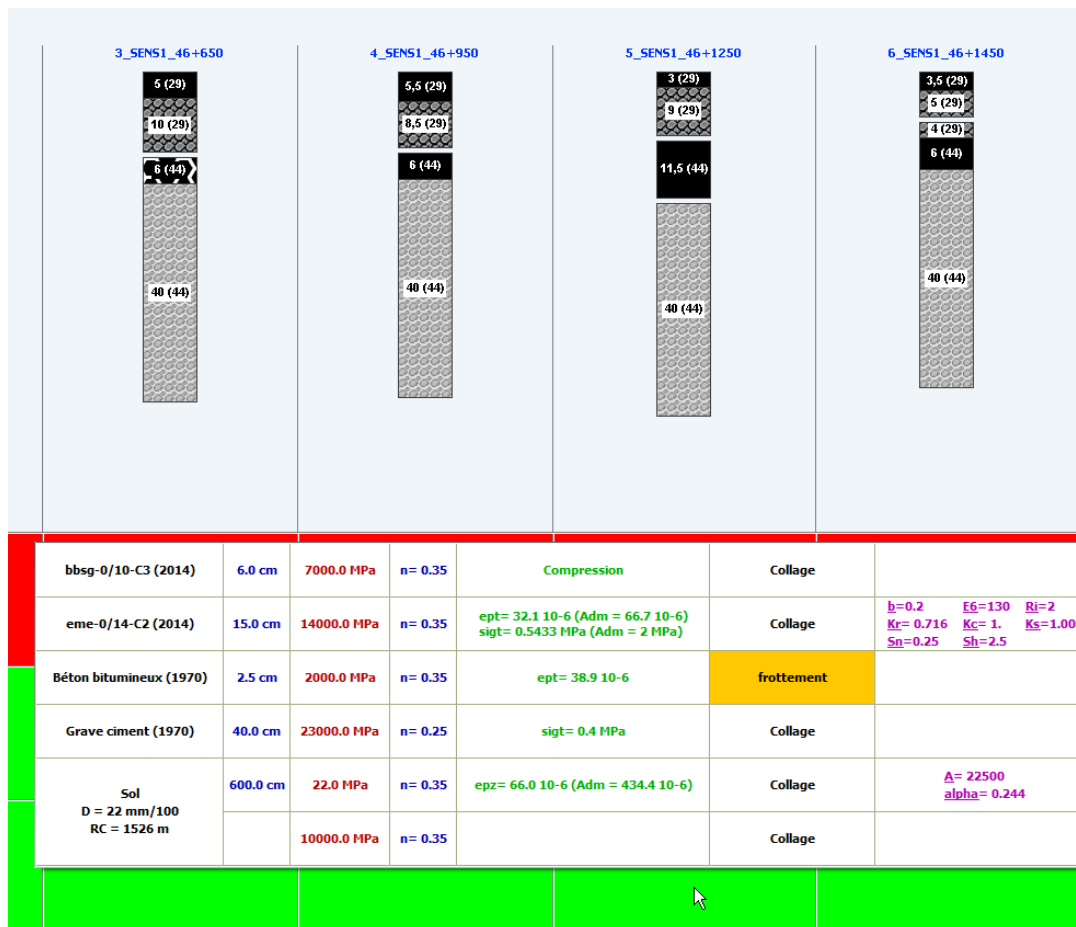 3_SENS1_46+650
4_SENS1_46+950
5_SENS1_46+1250
6_SENS1_46+1450
5 (29)
10 (29)
6 (44)
40 (44)
5,5 (29)
8,5 (29)
6 (44)
40 (44)
3 (29)
9 (29)
11,5 (44)
40 (44)
3,5 (29)
5 (29)
4 (29)
6 (44)
40 (44)
bbsg-0/10-C3 (2014) 6.0 cm 7000.0 MPa n= 0.35 Compression Collage
eme-0/14-C2 (2014) 15.0 cm 14000.0 MPa n= 0.35
ept= 32.1 10-6 (Adm = 66.7 10-6)
sigt= 0.5433 MPa (Adm = 2 MPa)
Collage
b=0.2 E6=130 Ri=2
Kr= 0.716 Kc= 1. Ks=1.00
Sn=0.25 Sh=2.5
Béton bitumineux (1970) 2.5 cm 2000.0 MPa n= 0.35 ept= 38.9 10-6 frottement
Grave ciment (1970) 40.0 cm 23000.0 MPa n= 0.25 sigt= 0.4 MPa Collage
Sol
D = 22 mm/100
RC = 1526 m
600.0 cm 22.0 MPa n= 0.35 epz= 66.0 10-6 (Adm = 434.4 10-6) Collage
A= 22500
alpha= 0.244
10000.0 MPa n= 0.35 Collage